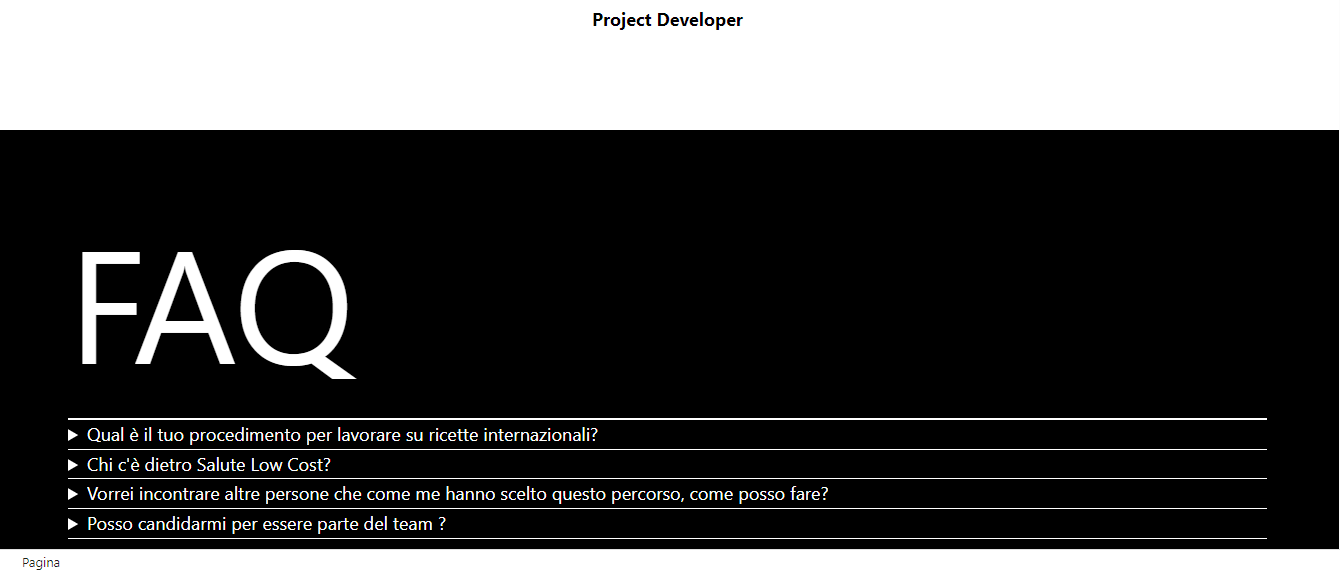 Project Developer
FAQ
Qual è il tuo procedimento per lavorare su ricette internazionali?
Chi c'è dietro Salute Low Cost?
Vorrei incontrare altre persone che come me hanno scelto questo percorso, come posso fare?
Posso candidarmi per essere parte del team ?
Pagina